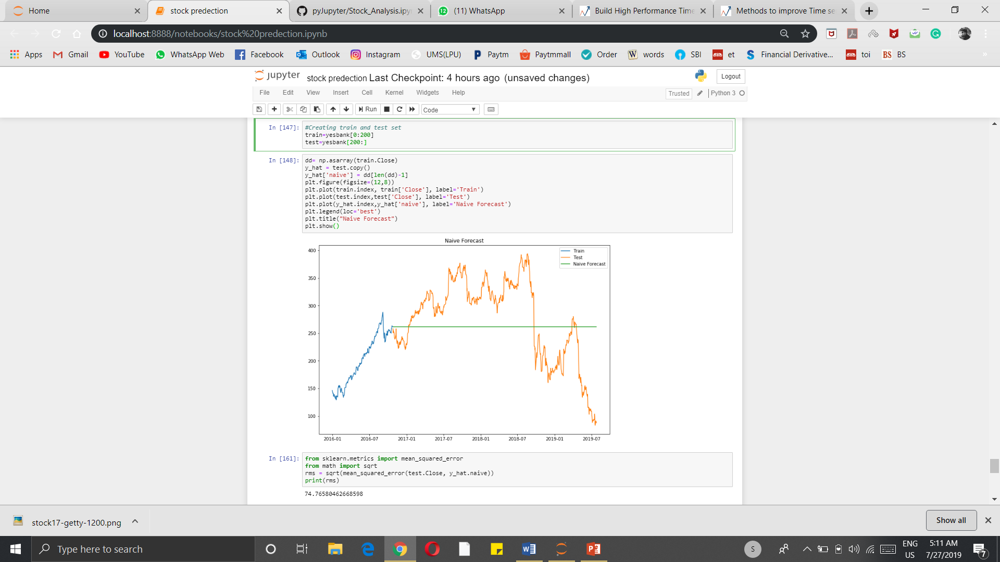 Home
stock predection
pyJupyter/Stock_Analysis.ipy
12 (11) WhatsApp
Build High Performance Time
Methods to improve Time se
localhost:8888/notebooks/stock%20predection.ipynb
Apps Gmail YouTube WhatsApp Web Facebook Outlook Instagram UMS(LPU) Paytm Paytmmall Order W words SBI et Financial Derivative... toi BS BS
jupyter stock predection Last Checkpoint: 4 hours ago (unsaved changes) Logout
File Edit View Insert Cell Kernel Widgets Help Trusted Python 3
Run Code
In [147]: #Creating train and test set
train=yesbank[0:200]
test=yesbank[200:]
In [148]: dd= np.asarray(train.Close)
y_hat = test.copy()
y_hat['naive'] = dd[len(dd)-1]
plt.figure(figsize=(12,8))
plt.plot(train.index, train['Close'], label='Train')
plt.plot(test.index,test['Close'], label='Test')
plt.plot(y_hat.index,y_hat['naive'], label='Naive Forecast')
plt.legend(loc='best')
plt.title("Naive Forecast")
plt.show()
Naive Forecast
Train
Test
Naive Forecast
400
350
300
250
200
150
100
2016-01 2016-07 2017-01 2017-07 2018-01 2018-07 2019-01 2019-07
In [161]: from sklearn.metrics import mean_squared_error
from math import sqrt
rms = sqrt(mean_squared_error(test.Close, y_hat.naive))
print(rms)
74.76580462668598
stock17-getty-1200.png Show all
Type here to search
S
ENG
US
5:11 AM
7/27/2019
7